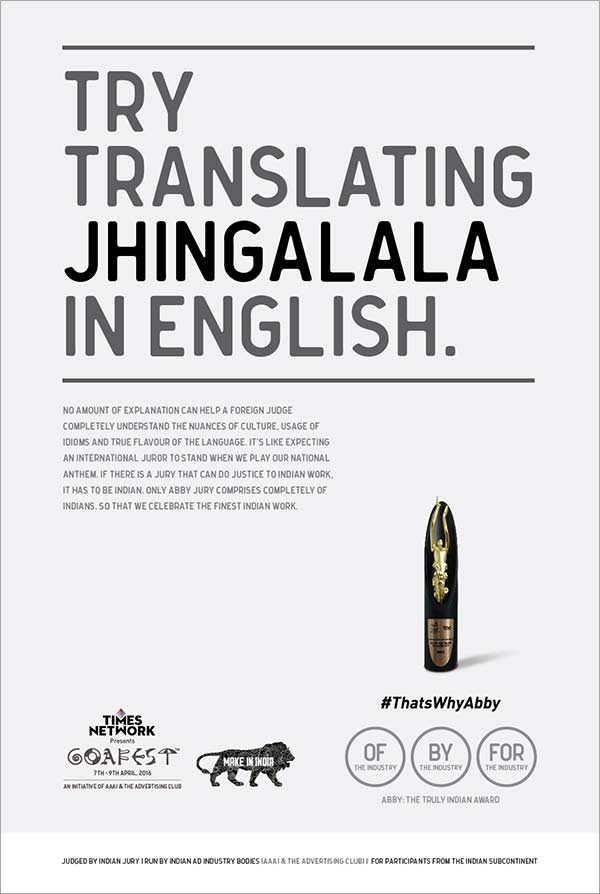 TRY
TRANSLATING
JHINGALALA
IN ENGLISH.
NO AMOUNT OF EXPLANATION CAN HELP A FOREIGN JUDGE
COMPLETELY UNDERSTAND THE NUANCES OF CULTURE, USAGE OF
IDIOMS AND TRUE FLAVOUR OF THE LANGUAGE. IT'S LIKE EXPECTING
AN INTERNATIONAL JUROR TO STAND WHEN WE PLAY OUR NATIONAL
ANTHEM. IF THERE IS A JURY THAT CAN DO JUSTICE TO INDIAN WORK,
IT HAS TO BE INDIAN. ONLY ABBY JURY COMPRISES COMPLETELY OF
INDIANS. SO THAT WE CELEBRATE THE FINEST INDIAN WORK.
#ThatsWhyAbby
OF
THE INDUSTRY
BY
THE INDUSTRY
FOR
THE INDUSTRY
ABBY: THE TRULY INDIAN AWARD
TIMES
NETWORK
Presents
GOAFEST™
7TH - 9TH APRIL, 2016
AN INITIATIVE OF AAAI & THE ADVERTISING CLUB
MAKE IN INDIA
JUDGED BY INDIAN JURY | RUN BY INDIAN AD INDUSTRY BODIES (AAAI & THE ADVERTISING CLUB) | FOR PARTICIPANTS FROM THE INDIAN SUBCONTINENT